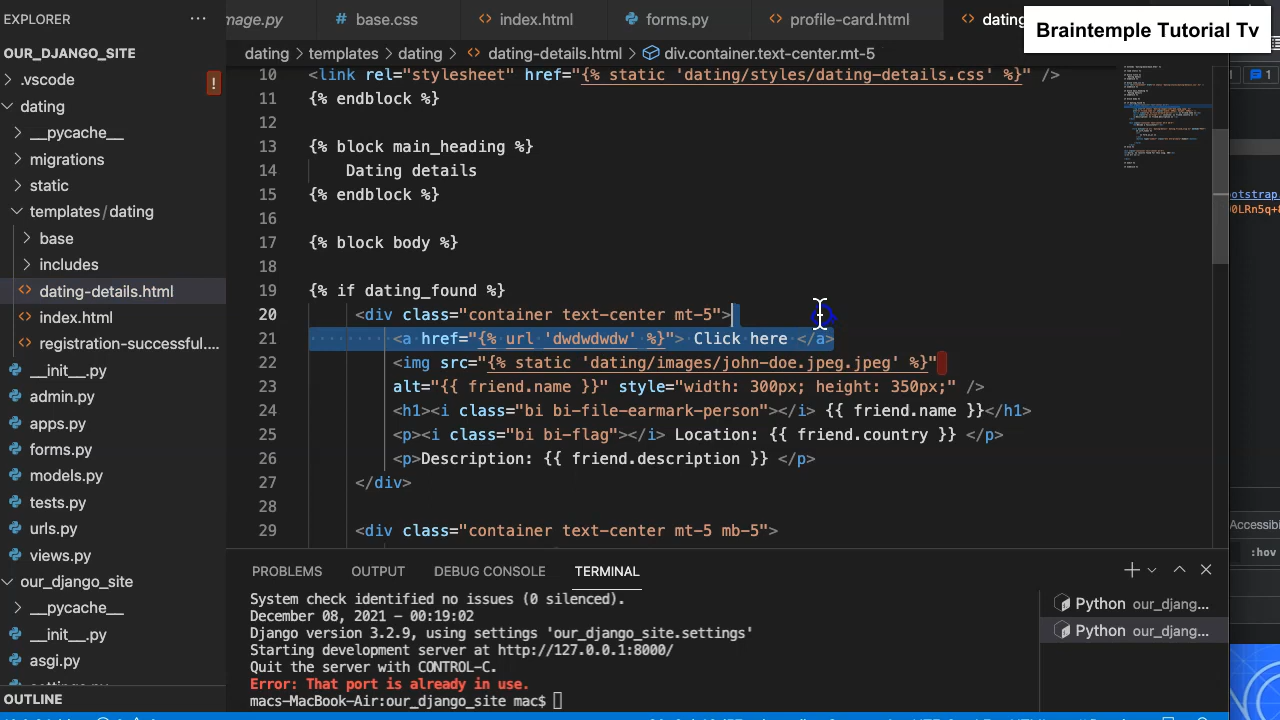 EXPLORER
mage.py
base.css
index.html
forms.py
profile-card.html
dating
Braintemple Tutorial Tv
OUR_DJANGO_SITE
dating > templates > dating > dating-details.html > div.container.text-center.mt-5
.vscode
!
dating
__pycache__
migrations
static
templates / dating
base
includes
dating-details.html
index.html
registration-successful....
__init__.py
admin.py
apps.py
forms.py
models.py
tests.py
urls.py
views.py
our_django_site
__pycache__
__init__.py
asgi.py
OUTLINE
10 <link rel="stylesheet" href="{% static 'dating/styles/dating-details.css' %}" />
11 {% endblock %}
12
13 {% block main_heding %}
14 Dating details
15 {% endblock %}
16
17 {% block body %}
18
19 {% if dating_found %}
20 <div class="container text-center mt-5">
21 <a href="{% url 'dwdwdwdw' %}"> Click here </a>
22 <img src="{% static 'dating/images/john-doe.jpeg.jpeg' %}"
23 alt="{{ friend.name }}" style="width: 300px; height: 350px;" />
24 <h1><i class="bi bi-file-earmark-person"></i> {{ friend.name }}</h1>
25 <p><i class="bi bi-flag"></i> Location: {{ friend.country }} </p>
26 <p>Description: {{ friend.description }} </p>
27 </div>
28
29 <div class="container text-center mt-5 mb-5">
PROBLEMS OUTPUT DEBUG CONSOLE TERMINAL
System check identified no issues (0 silenced).
December 08, 2021 - 00:19:02
Django version 3.2.9, using settings 'our_django_site.settings'
Starting development server at http://127.0.0.1:8000/
Quit the server with CONTROL-C.
Error: That port is already in use.
macs-MacBook-Air:our_django_site mac$
Python our_djang...
Python our_djang...
1
otstrap
0LRn5q+
Accessibi
:hov